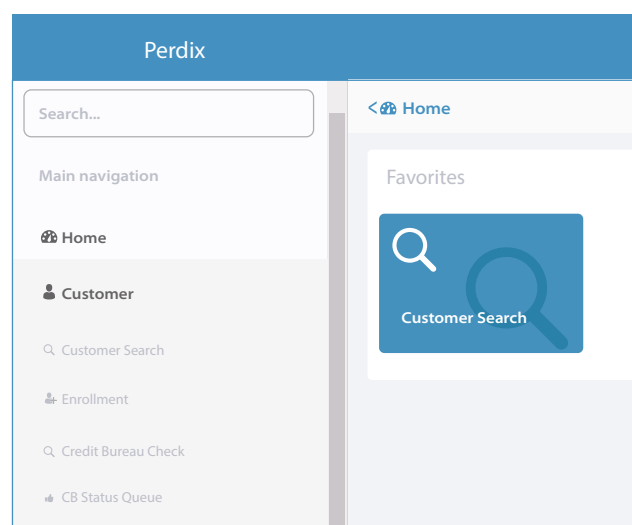 Perdix
Search...
Main navigation
Home
Customer
Customer Search
Enrollment
Credit Bureau Check
CB Status Queue
< Home
Favorites
Customer Search